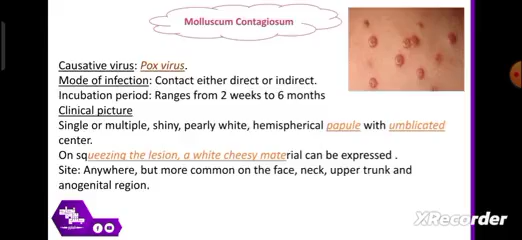 Molluscum Contagiosum
Causative virus: Pox virus.
Mode of infection: Contact either direct or indirect.
Incubation period: Ranges from 2 weeks to 6 months
Clinical picture
Single or multiple, shiny, pearly white, hemispherical papule with umblicated
center.
On squeezing the lesion, a white cheesy material can be expressed .
Site: Anywhere, but more common on the face, neck, upper trunk and
anogenital region.
XRecorder